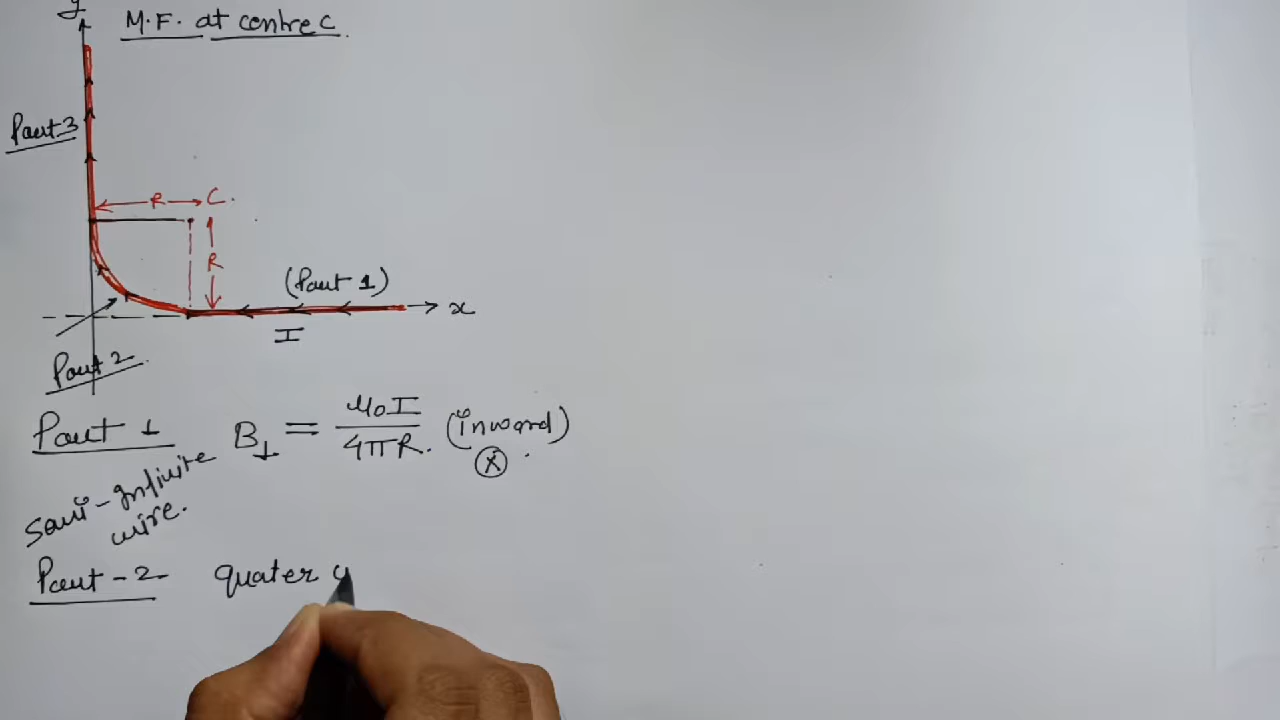 y
M.F. at centre C.
Part 3
R C.
R
(Part 1)
x
I
Part 2.
Part 1 B⊥ = μ₀I / 4πR. (inward)
ⓧ.
semi-Infinite
wire.
Part-2 quater